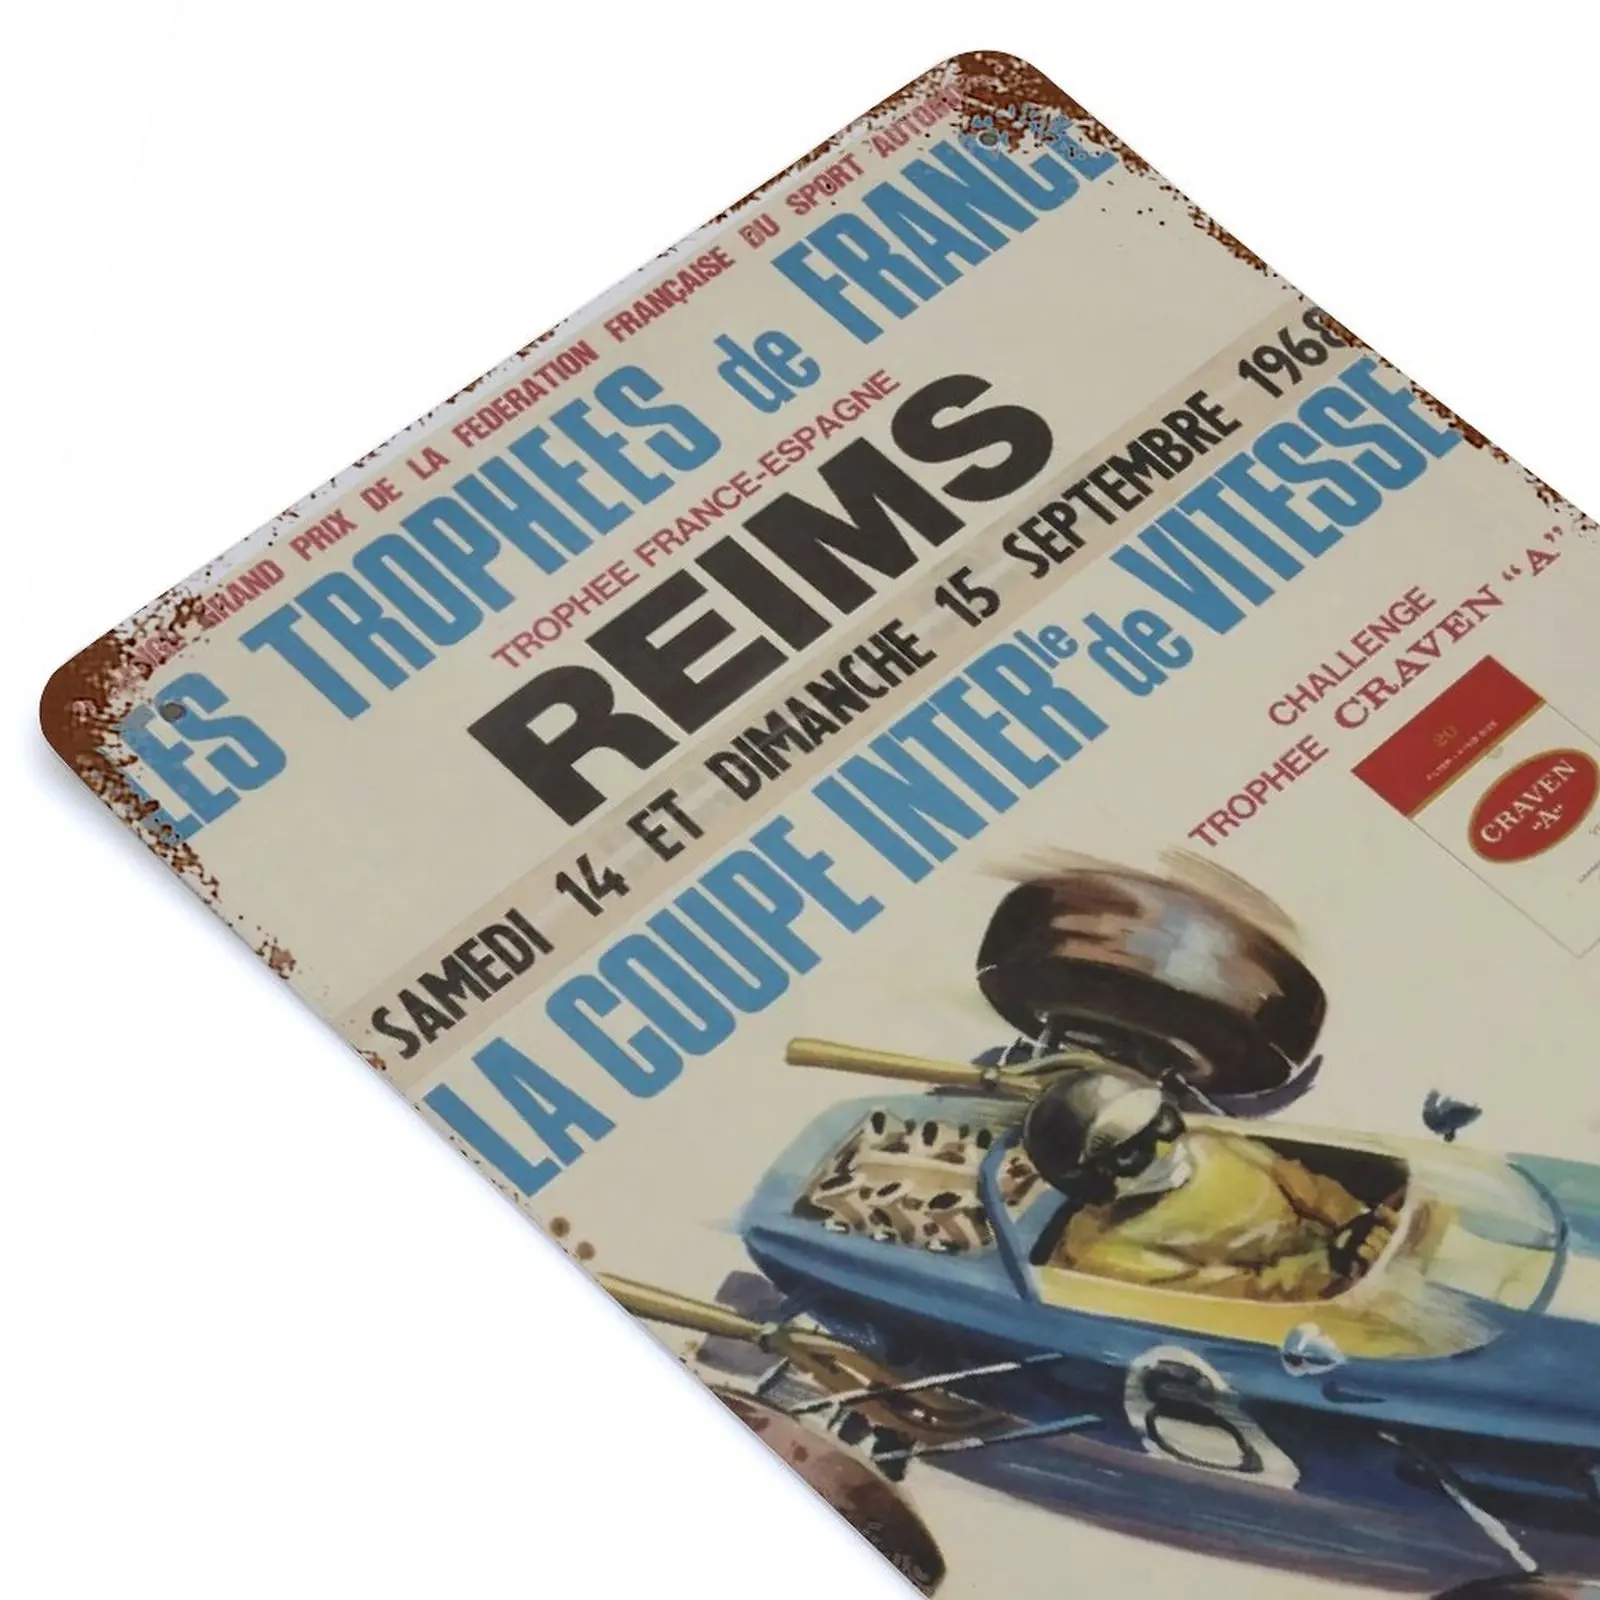 GRAND PRIX DE LA FEDERATION FRANÇAISE DU SPORT
LES TROPHEES de FRANCE
TROPHEE FRANCE-ESPAGNE
REIMS
SAMEDI 14 ET DIMANCHE 15 SEPTEMBRE 1968
LA COUPE INTERle de VITESSE
CHALLENGE
TROPHEE CRAVEN “A”
20
CRAVEN
“A”
6